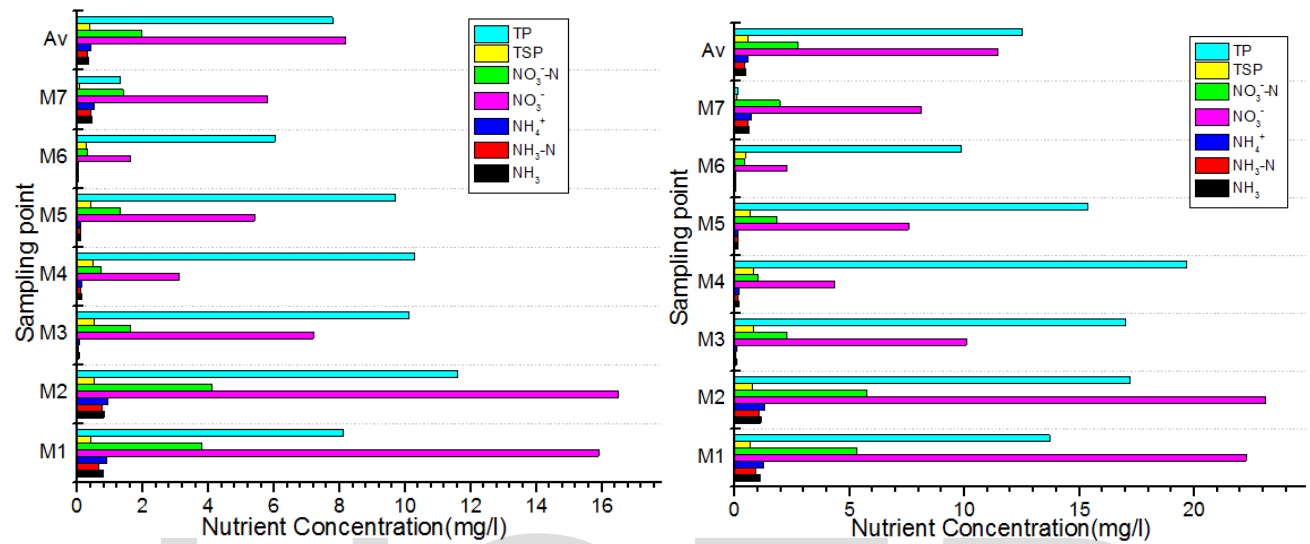 Av
M7
M6
M5
M4
M3
M2
M1
Sampling point
0 2 4 6 8 10 12 14 16
Nutrient Concentration(mg/l)
TP
TSP
NO₃⁻-N
NO₃⁻
NH₄⁺
NH₃-N
NH₃
Av
M7
M6
M5
M4
M3
M2
M1
Sampling point
0 5 10 15 20
Nutrient Concentration(mg/l)
TP
TSP
NO₃⁻-N
NO₃⁻
NH₄⁺
NH₃-N
NH₃